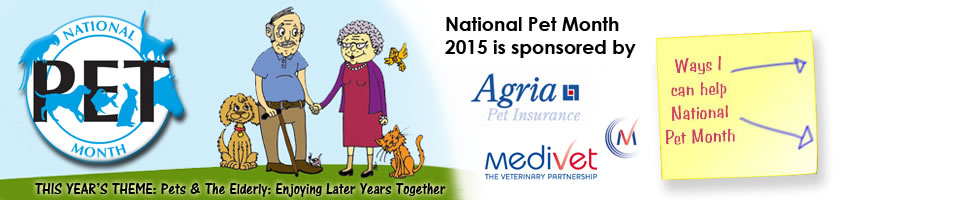 NATIONAL
PET
MONTH
THIS YEAR'S THEME: Pets & The Elderly: Enjoying Later Years Together
National Pet Month
2015 is sponsored by
Agria
Pet Insurance
medivet
THE VETERINARY PARTNERSHIP
M
Ways I
can help
National
Pet Month